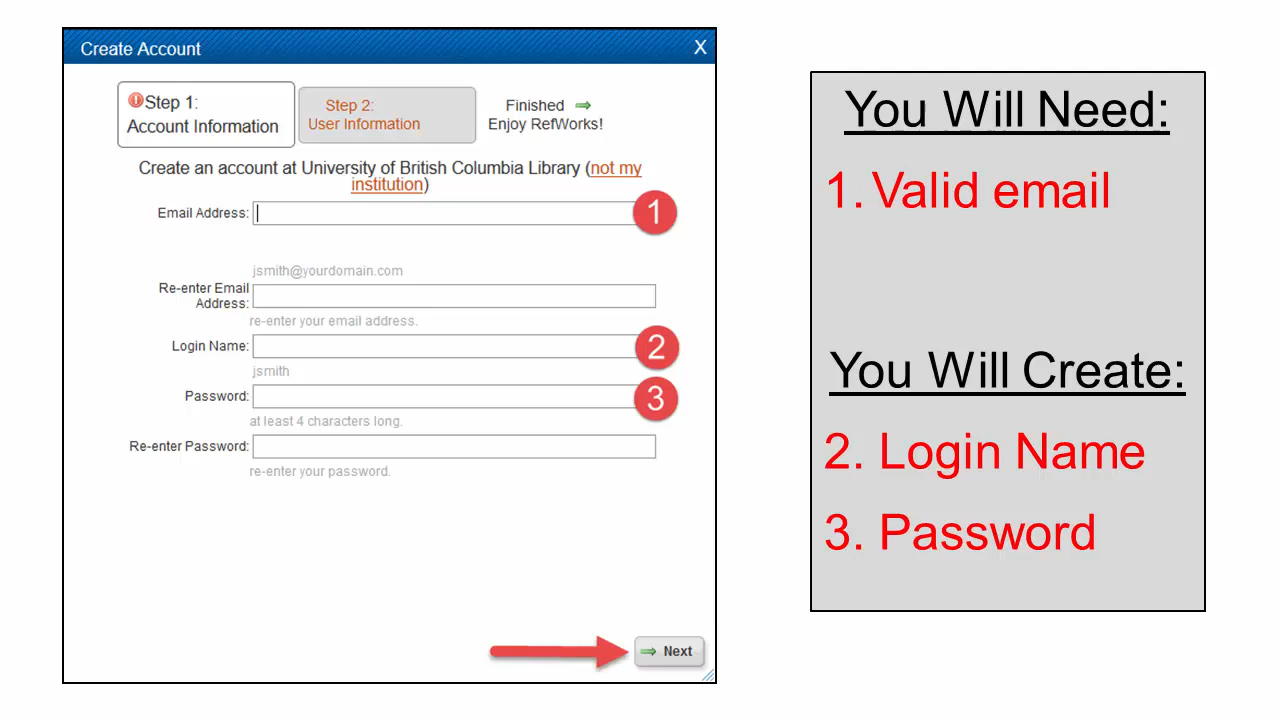 Create Account
X
Step 1:
Account Information
Step 2:
User Information
Finished
Enjoy RefWorks!
Create an account at University of British Columbia Library (not my
institution)
Email Address:
1
jsmith@yourdomain.com
Re-enter Email
Address:
re-enter your email address.
Login Name:
2
jsmith
Password:
3
at least 4 characters long.
Re-enter Password:
re-enter your password.
Next
You Will Need:
1. Valid email
You Will Create:
2. Login Name
3. Password